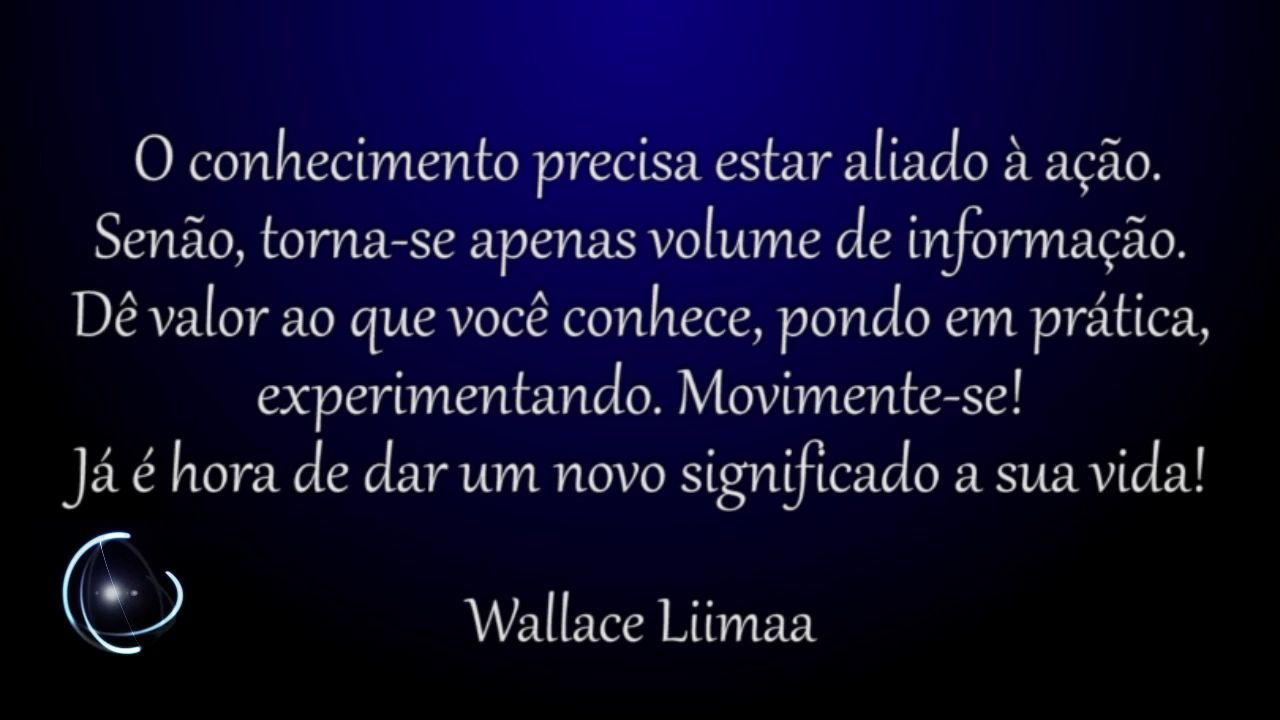 O conhecimento precisa estar aliado à ação.
Senão, torna-se apenas volume de informação.
Dê valor ao que você conhece, pondo em prática,
experimentando. Movimente-se!
Já é hora de dar um novo significado a sua vida!
Wallace Liimaa